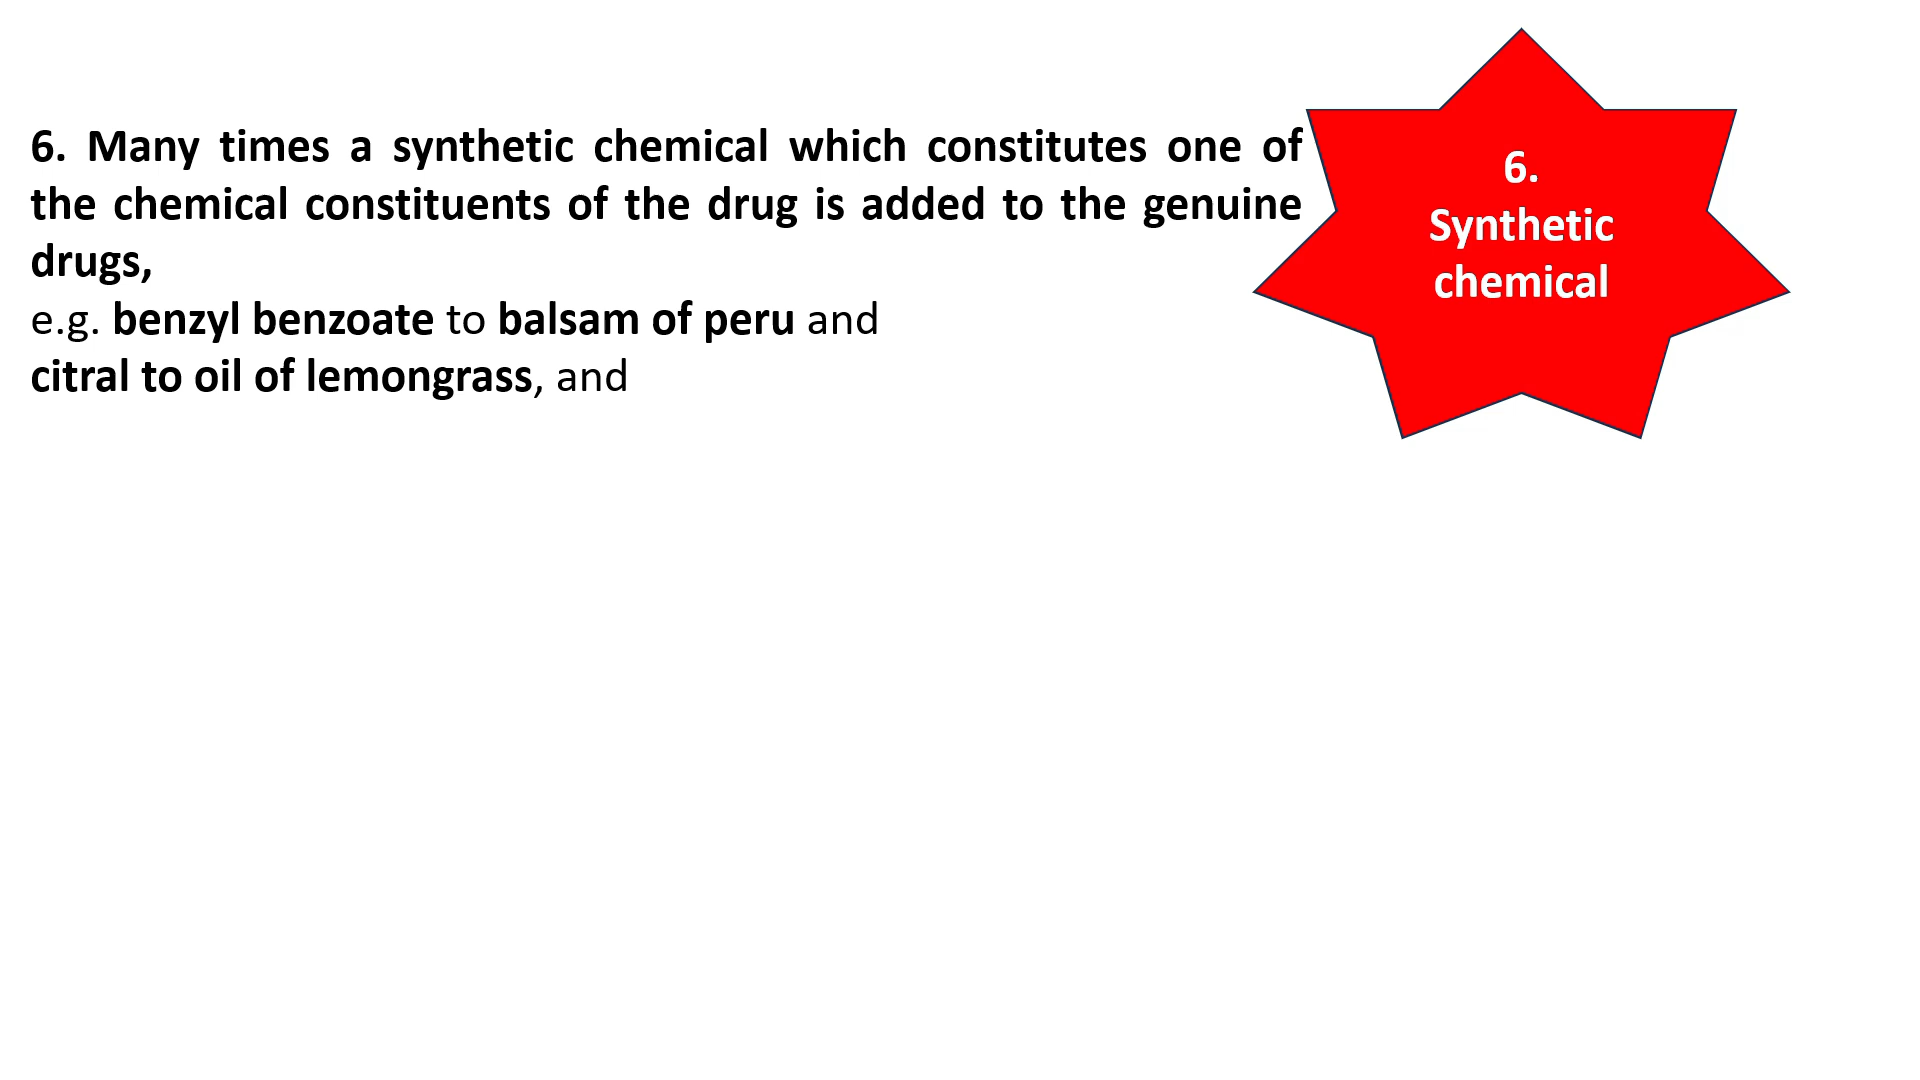 6. Many times a synthetic chemical which constitutes one of
the chemical constituents of the drug is added to the genuine
drugs,
e.g. benzyl benzoate to balsam of peru and
citral to oil of lemongrass, and
6.
Synthetic
chemical